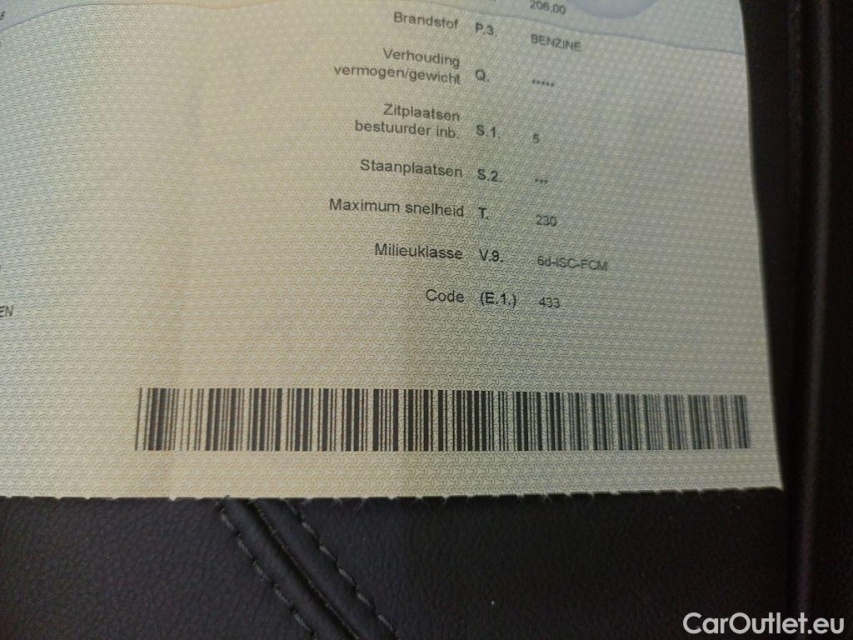 206,00
Brandstof P.3. BENZINE
Verhouding
vermogen/gewicht Q. *****
Zitplaatsen
bestuurder inb. S.1. 5
Staanplaatsen S.2. ---
Maximum snelheid T. 230
Milieuklasse V.9. 6d-ISC-FCM
Code (E.1.) 433
EN
CarOutlet.eu